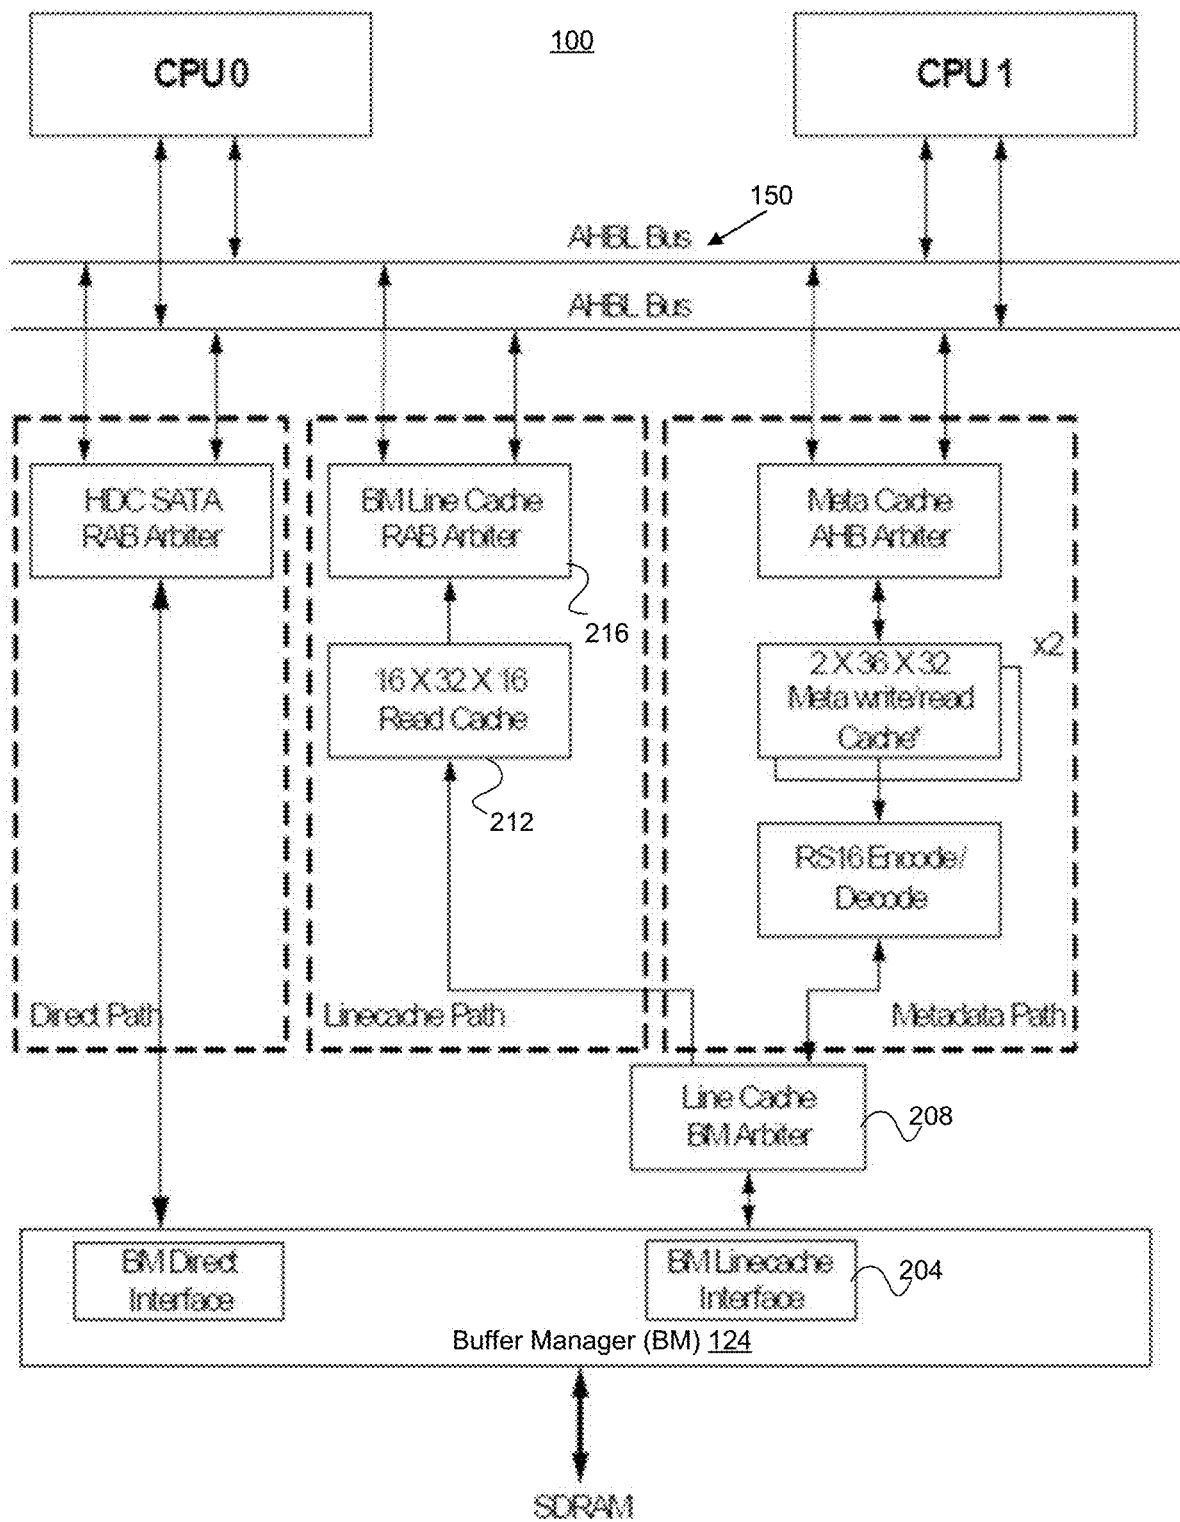 100
CPU 0
CPU 1
150
AHBL Bus
AHBL Bus
HDC SATA
RAB Arbiter
BM Line Cache
RAB Arbiter
Meta Cache
AHB Arbiter
216
16 X 32 X 16
Read Cache
212
x2
2 X 36 X 32
Meta write/read
Cache*
RS16 Encode/
Decode
Direct Path
Linecache Path
Metadata Path
Line Cache
BM Arbiter
208
BM Direct
Interface
BM Linecache
Interface
204
Buffer Manager (BM) 124
SDRAM